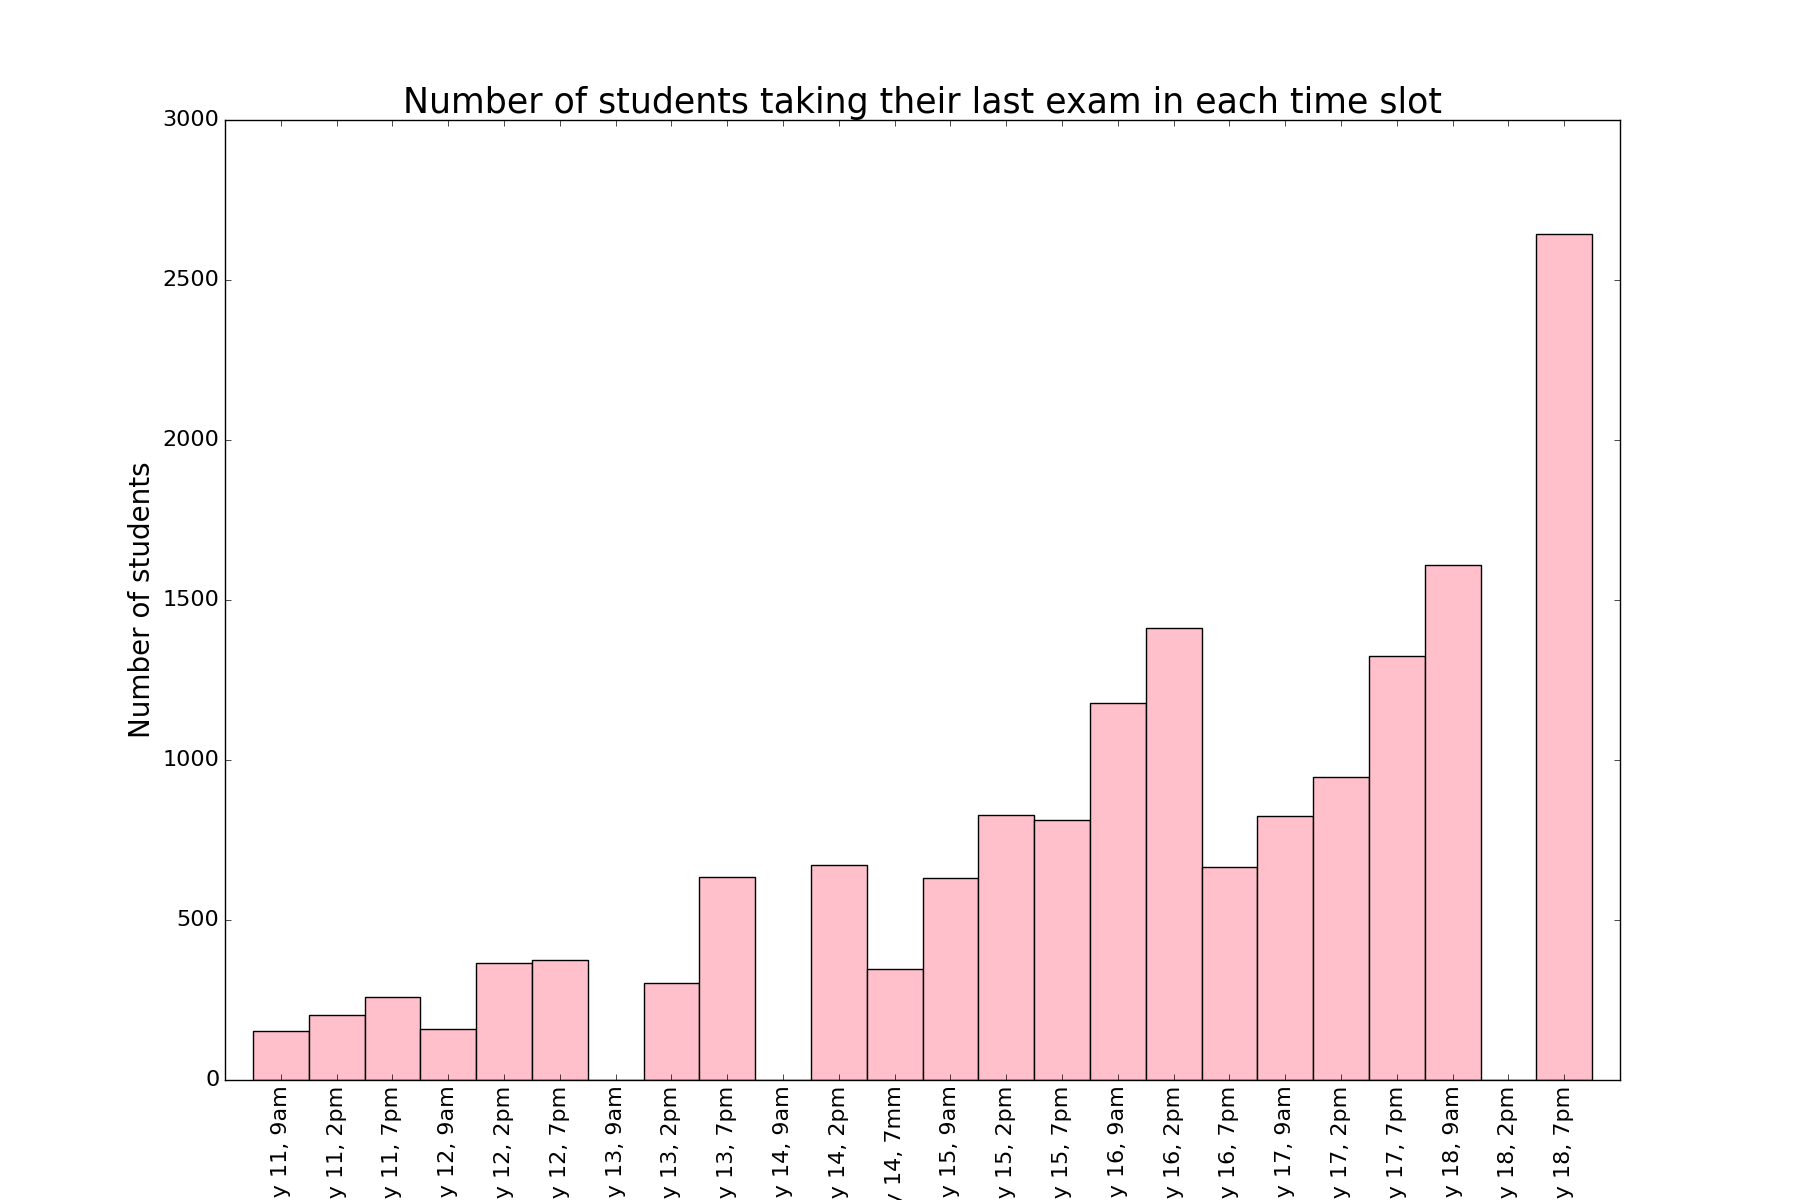 Number of students taking their last exam in each time slot
Number of students
3000
2500
2000
1500
1000
500
0
y 11, 9am
y 11, 2pm
y 11, 7pm
y 12, 9am
y 12, 2pm
y 12, 7pm
y 13, 9am
y 13, 2pm
y 13, 7pm
y 14, 9am
y 14, 2pm
y 14, 7mm
y 15, 9am
y 15, 2pm
y 15, 7pm
y 16, 9am
y 16, 2pm
y 16, 7pm
y 17, 9am
y 17, 2pm
y 17, 7pm
y 18, 9am
y 18, 2pm
y 18, 7pm